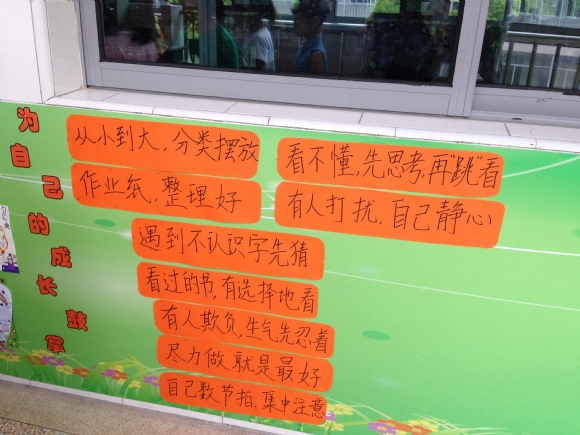 为自己的成长鼓掌
从小到大，分类摆放
作业纸，整理好
看不懂，先思考，再"跳"看
有人打扰，自己静心
遇到不认识字先猜
看过的书，有选择地看
有人欺负，生气先忍着
尽力做就是最好
自己数节拍，集中注意